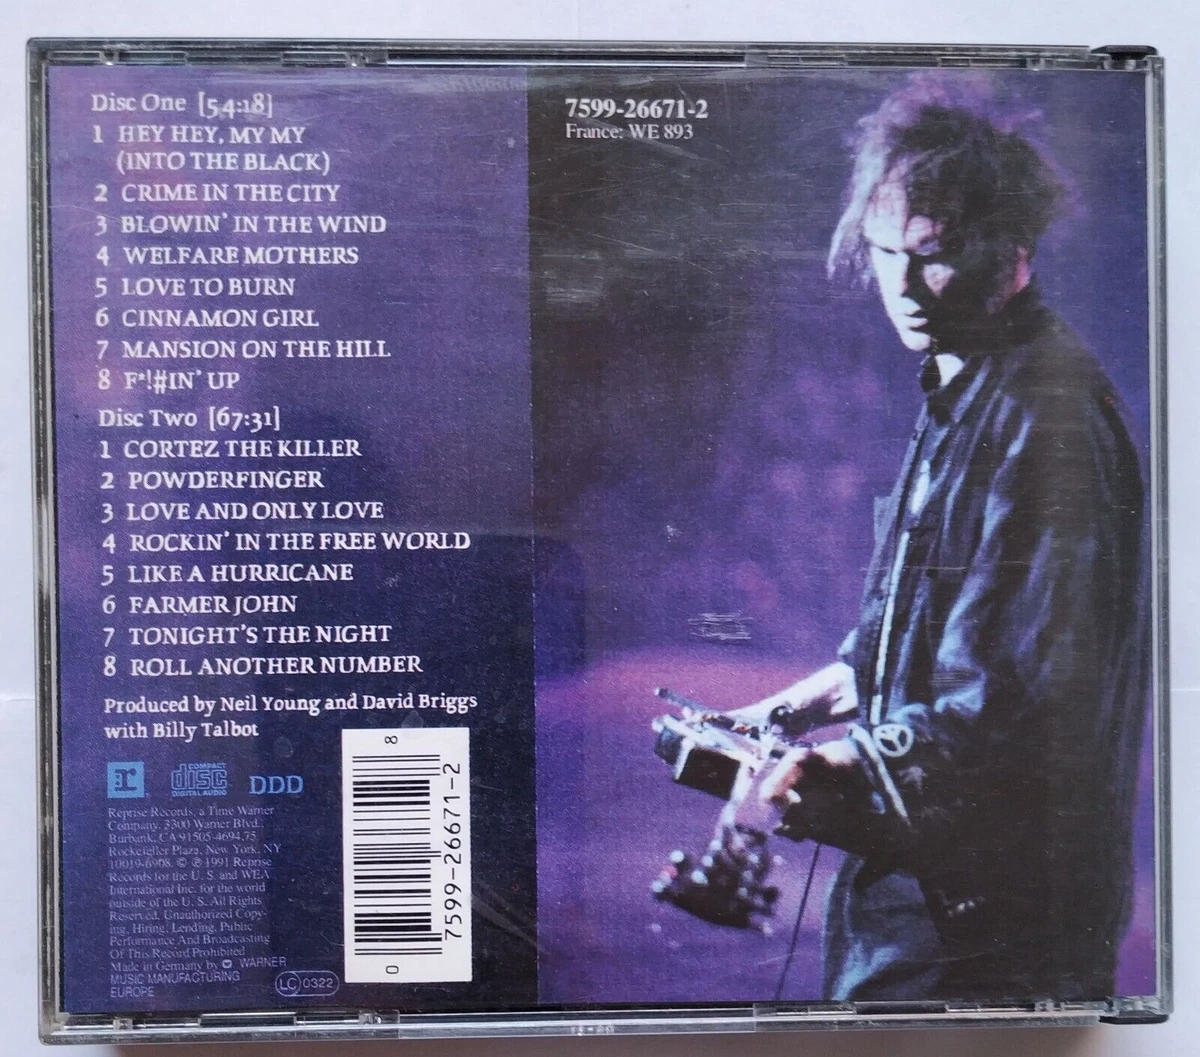 Disc One [54:18]
1 HEY HEY, MY MY
(INTO THE BLACK)
2 CRIME IN THE CITY
3 BLOWIN' IN THE WIND
4 WELFARE MOTHERS
5 LOVE TO BURN
6 CINNAMON GIRL
7 MANSION ON THE HILL
8 F*!#IN' UP
Disc Two [67:31]
1 CORTEZ THE KILLER
2 POWDERFINGER
3 LOVE AND ONLY LOVE
4 ROCKIN' IN THE FREE WORLD
5 LIKE A HURRICANE
6 FARMER JOHN
7 TONIGHT'S THE NIGHT
8 ROLL ANOTHER NUMBER
Produced by Neil Young and David Briggs
with Billy Talbot
r
COMPACT
disc
DIGITAL AUDIO
DDD
Reprise Records, a Time Warner
Company. 3300 Warner Blvd.,
Burbank, CA 91505-4694.75
Rockefeller Plaza, New York, NY
10019-6908. © ℗ 1991 Reprise
Records for the U. S. and WEA
International Inc. for the world
outside of the U. S. All Rights
Reserved. Unauthorized Copy-
ing, Hiring, Lending, Public
Performance And Broadcasting
Of This Record Prohibited
Made in Germany by WARNER
MUSIC MANUFACTURING
EUROPE
LC 0322
8
0
7599-26671-2
7599-26671-2
France: WE 893